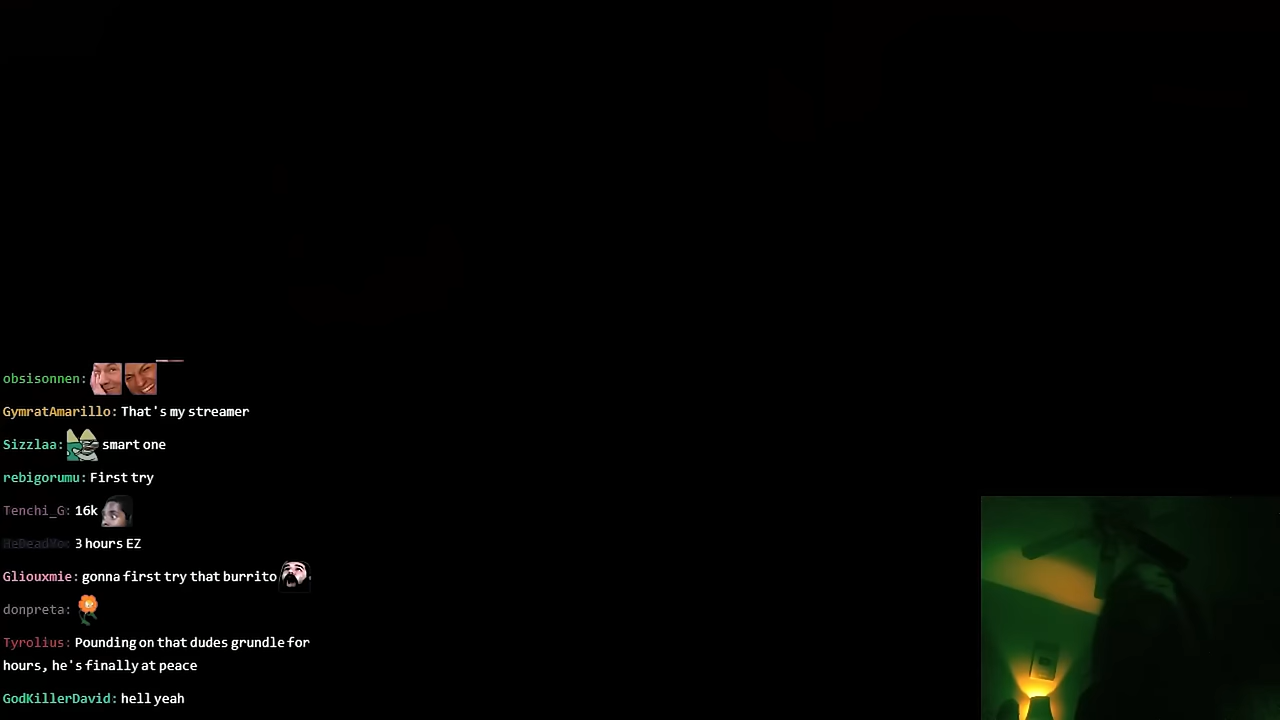 obsisonnen:
GymratAmarillo: That's my streamer
Sizzlaa: smart one
rebigorumu: First try
Tenchi_G: 16k
HeDeadYo: 3 hours EZ
Gliouxmie: gonna first try that burrito
donpreta:
Tyrolius: Pounding on that dudes grundle for
hours, he's finally at peace
GodKillerDavid: hell yeah